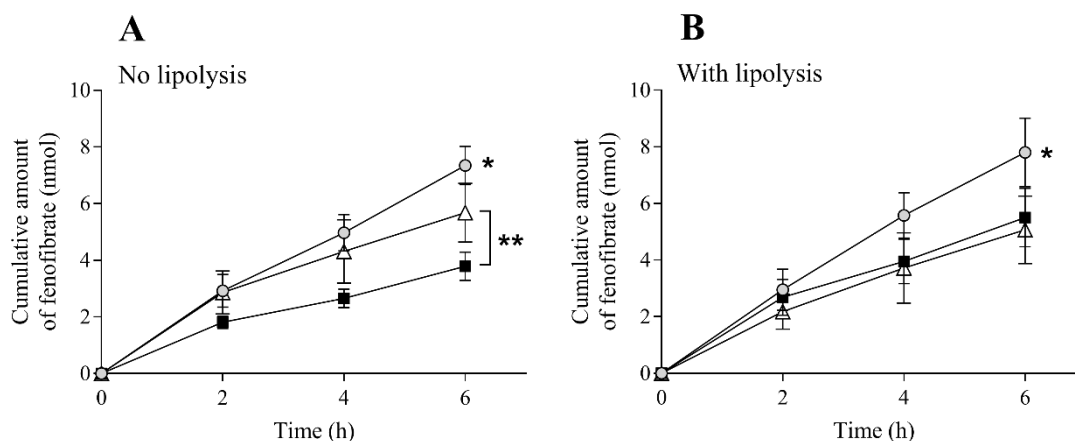 A
No lipolysis
Cumulative amount
of fenofibrate (nmol)
10
8
6
4
2
0
*
**
0 2 4 6
Time (h)
B
With lipolysis
Cumulative amount
of fenofibrate (nmol)
10
8
6
4
2
0
*
0 2 4 6
Time (h)